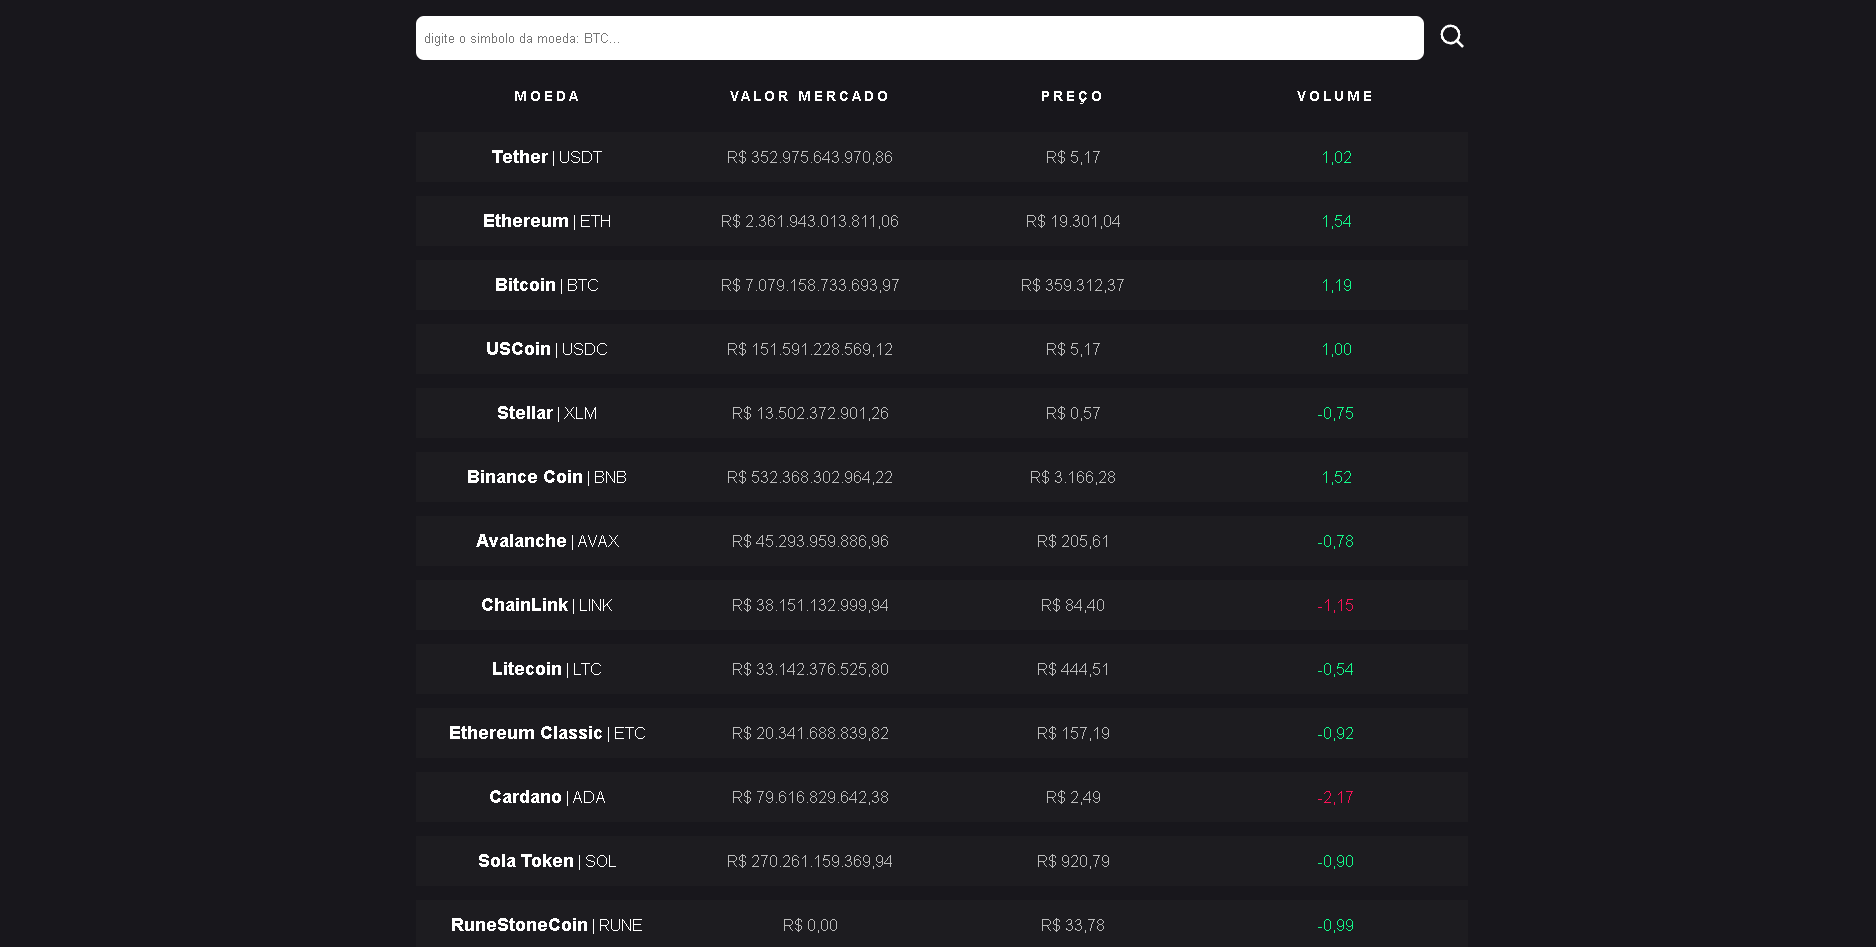 digite o simbolo da moeda: BTC...
MOEDA VALOR MERCADO PREÇO VOLUME
Tether | USDT R$ 352.975.643.970,86 R$ 5,17 1,02
Ethereum | ETH R$ 2.361.943.013.811,06 R$ 19.301,04 1,54
Bitcoin | BTC R$ 7.079.158.733.693,97 R$ 359.312,37 1,19
USCoin | USDC R$ 151.591.228.569,12 R$ 5,17 1,00
Stellar | XLM R$ 13.502.372.901,26 R$ 0,57 -0,75
Binance Coin | BNB R$ 532.368.302.964,22 R$ 3.166,28 1,52
Avalanche | AVAX R$ 45.293.959.886,96 R$ 205,61 -0,78
ChainLink | LINK R$ 38.151.132.999,94 R$ 84,40 -1,15
Litecoin | LTC R$ 33.142.376.525,80 R$ 444,51 -0,54
Ethereum Classic | ETC R$ 20.341.688.839,82 R$ 157,19 -0,92
Cardano | ADA R$ 79.616.829.642,38 R$ 2,49 -2,17
Sola Token | SOL R$ 270.261.159.369,94 R$ 920,79 -0,90
RuneStoneCoin | RUNE R$ 0,00 R$ 33,78 -0,99